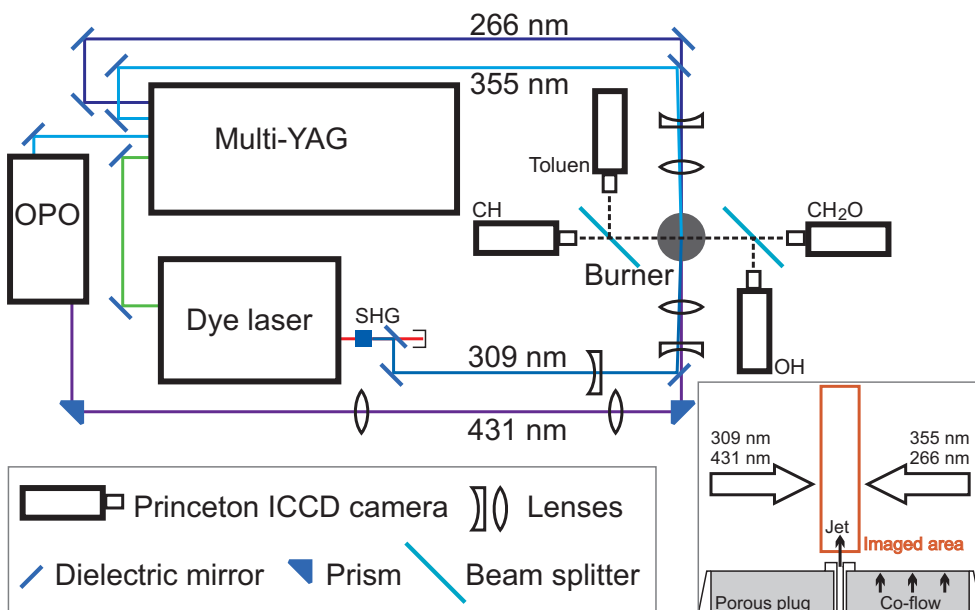 266 nm
355 nm
Multi-YAG
Toluen
OPO
CH
CH₂O
Burner
Dye laser
SHG
309 nm
OH
431 nm
309 nm
431 nm
355 nm
266 nm
Jet
Imaged area
Porous plug
Co-flow
Princeton ICCD camera
Lenses
Dielectric mirror
Prism
Beam splitter